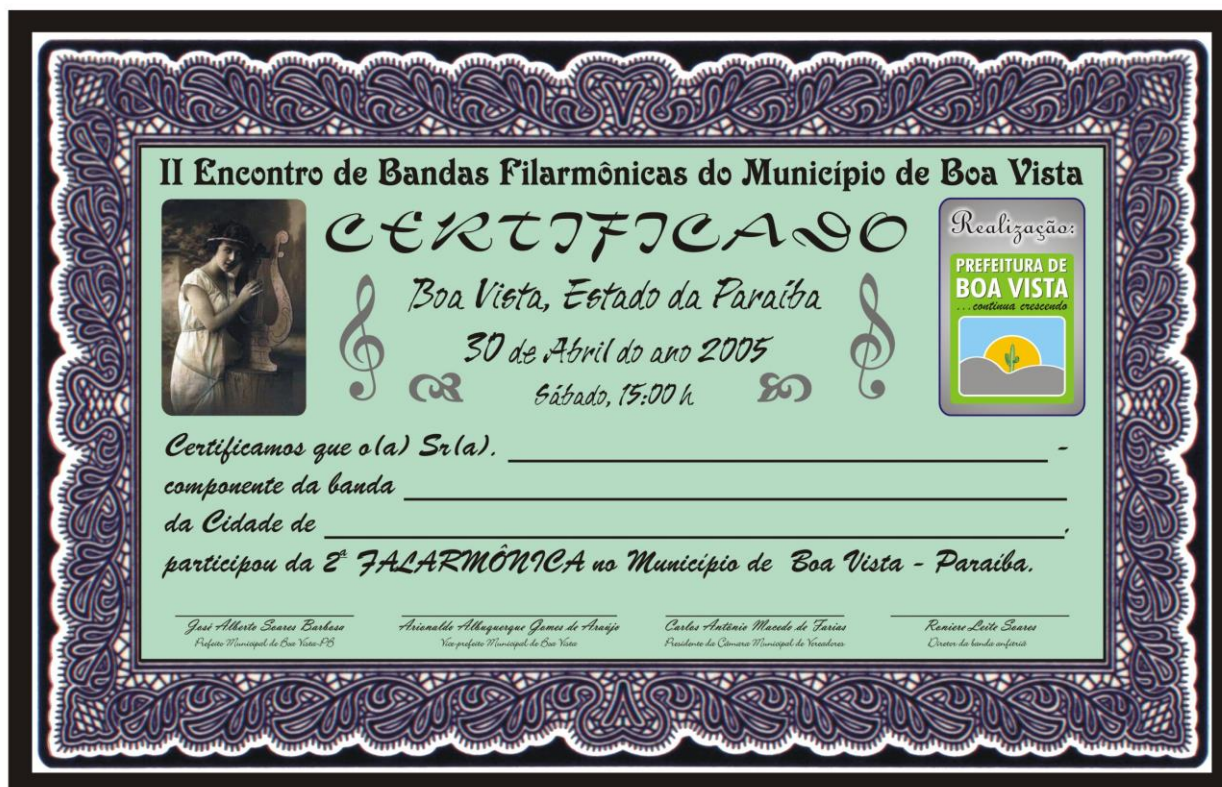 II Encontro de Bandas Filarmônicas do Município de Boa Vista
CERTIFICADO
Boa Vista, Estado da Paraíba
30 de Abril do ano 2005
Sábado, 15:00 h
Realização:
PREFEITURA DE
BOA VISTA
...continua crescendo
Certificamos que o(a) Sr(a). -
componente da banda
da Cidade de ,
participou da 2ª FALARMÔNICA no Município de Boa Vista - Paraíba.
José Alberto Soares Barbosa
Prefeito Municipal de Boa Vista-PB
Arionaldo Albuquerque Gomes de Araújo
Vice-prefeito Municipal de Boa Vista
Carlos Antônio Macedo de Farias
Presidente da Câmara Municipal de Vereadores
Roniere Leite Soares
Diretor da banda anfitriã